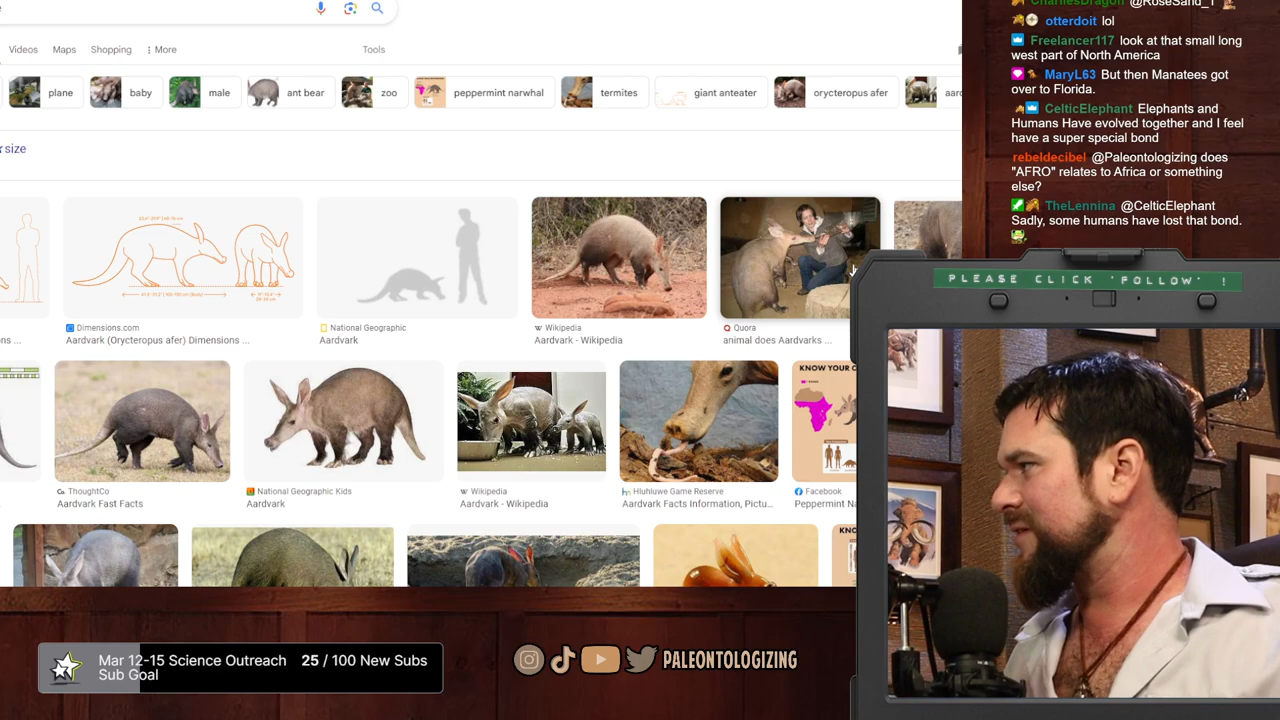 Videos Maps Shopping More Tools
plane baby male ant bear zoo peppermint narwhal termites giant anteater orycteropus afer
size
Dimensions.com
Aardvark (Orycteropus afer) Dimensions ...
National Geographic
Aardvark
Wikipedia
Aardvark - Wikipedia
Quora
animal does Aardvarks ...
ThoughtCo
Aardvark Fast Facts
National Geographic Kids
Aardvark
Wikipedia
Aardvark - Wikipedia
Hluhluwe Game Reserve
Aardvark Facts Information, Pictu...
KNOW YOUR
Facebook
Peppermint Na
@RoseSand_1
otterdoit lol
Freelancer117 look at that small long
west part of North America
MaryL63 But then Manatees got
over to Florida.
CelticElephant Elephants and
Humans Have evolved together and I feel
have a super special bond
rebeldecibel @Paleontologizing does
"AFRO" relates to Africa or something
else?
TheLennina @CelticElephant
Sadly, some humans have lost that bond.
PLEASE CLICK 'FOLLOW' !
Mar 12-15 Science Outreach 25 / 100 New Subs
Sub Goal
PALEONTOLOGIZING